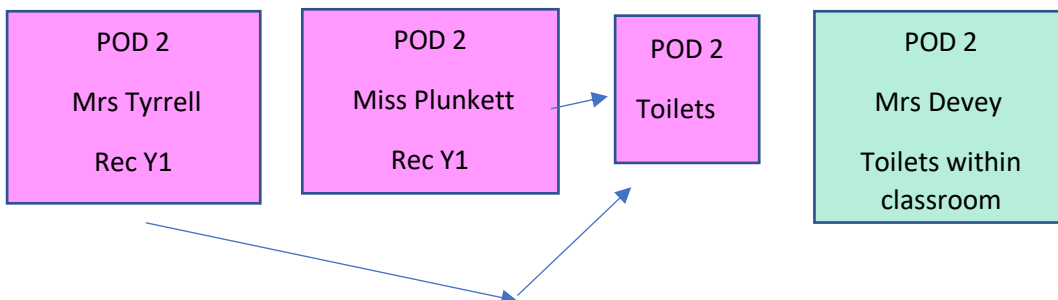 POD 2
Mrs Tyrrell
Rec Y1
POD 2
Miss Plunkett
Rec Y1
POD 2
Toilets
POD 2
Mrs Devey
Toilets within
classroom